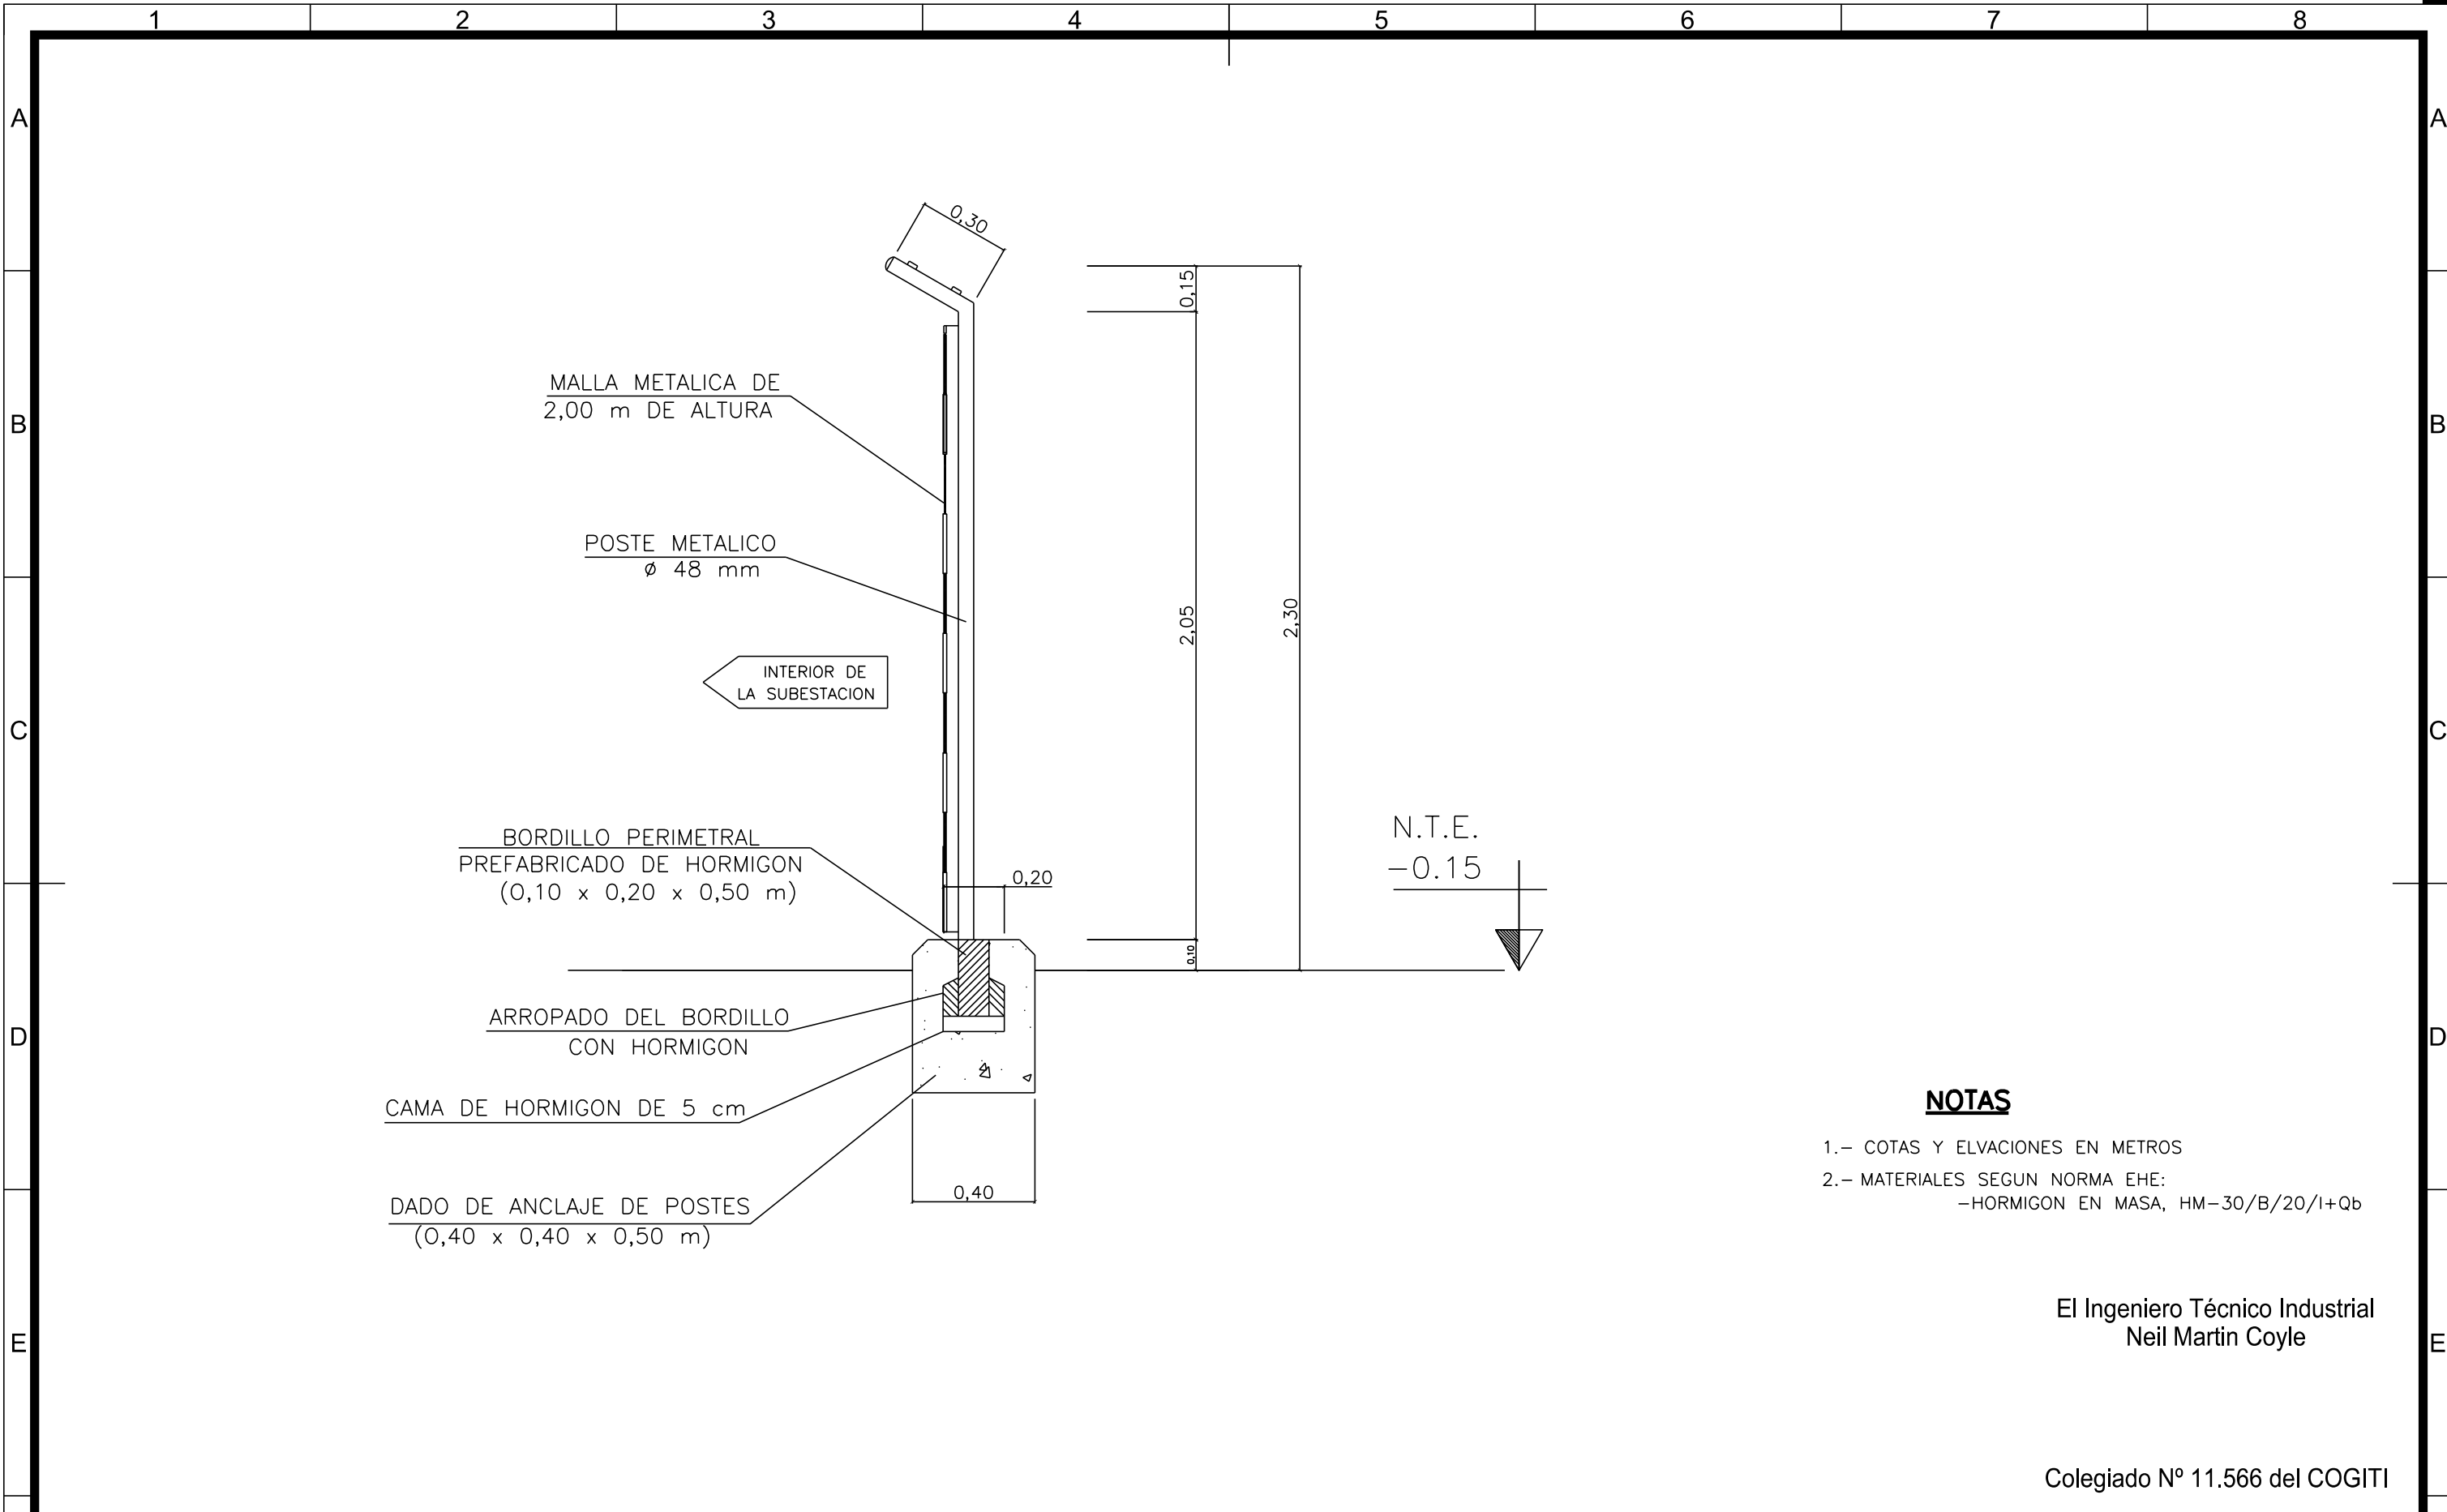 1 2 3 4 5 6 7 8
A A
0,30
0,15
MALLA METALICA DE
2,00 m DE ALTURA
B B
POSTE METALICO
ø 48 mm
2,05
2,30
INTERIOR DE
LA SUBESTACION
C C
N.T.E.
-0.15
BORDILLO PERIMETRAL
PREFABRICADO DE HORMIGON
(0,10 x 0,20 x 0,50 m)
0,20
0,10
ARROPADO DEL BORDILLO
CON HORMIGON
D D
CAMA DE HORMIGON DE 5 cm
0,40
DADO DE ANCLAJE DE POSTES
(0,40 x 0,40 x 0,50 m)
NOTAS
1.- COTAS Y ELVACIONES EN METROS
2.- MATERIALES SEGUN NORMA EHE:
-HORMIGON EN MASA, HM-30/B/20/I+Qb
El Ingeniero Técnico Industrial
Neil Martin Coyle
E E
Colegiado Nº 11.566 del COGITI